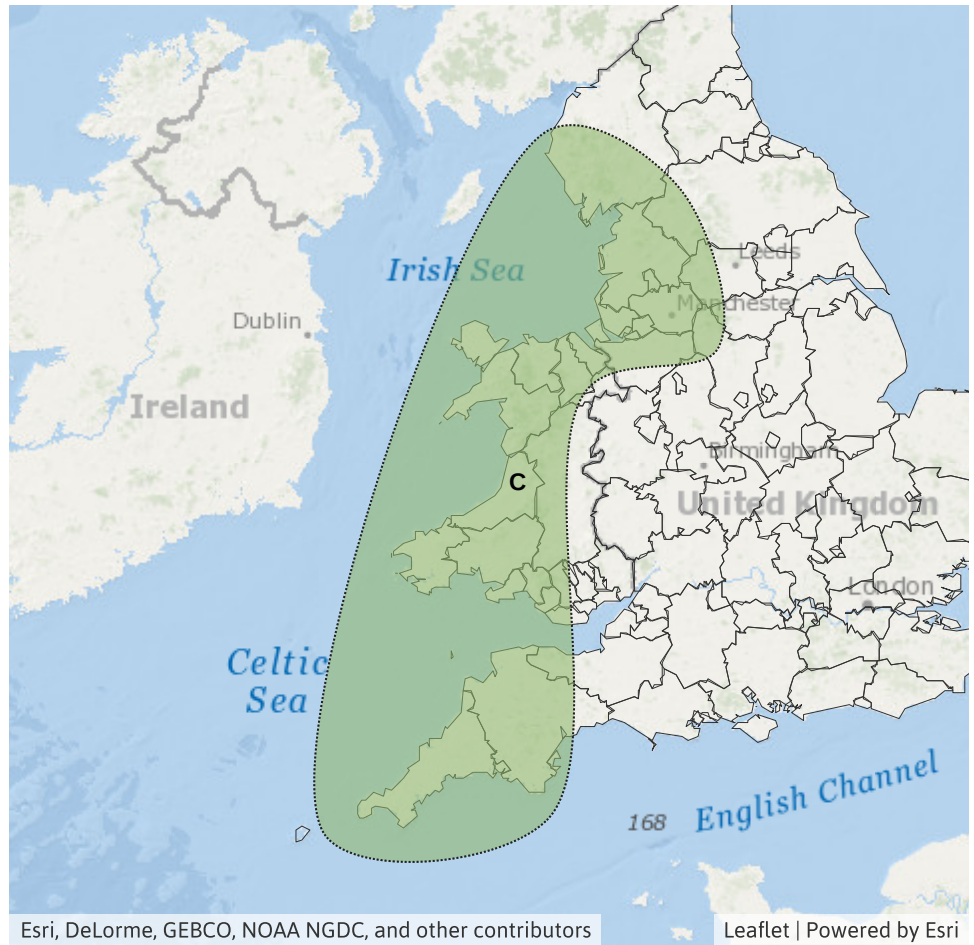 Leeds
Irish Sea
Manchester
Dublin
Ireland
Birmingham
C
United Kingdom
London
Celtic
Sea
English Channel
168
Esri, DeLorme, GEBCO, NOAA NGDC, and other contributors
Leaflet | Powered by Esri